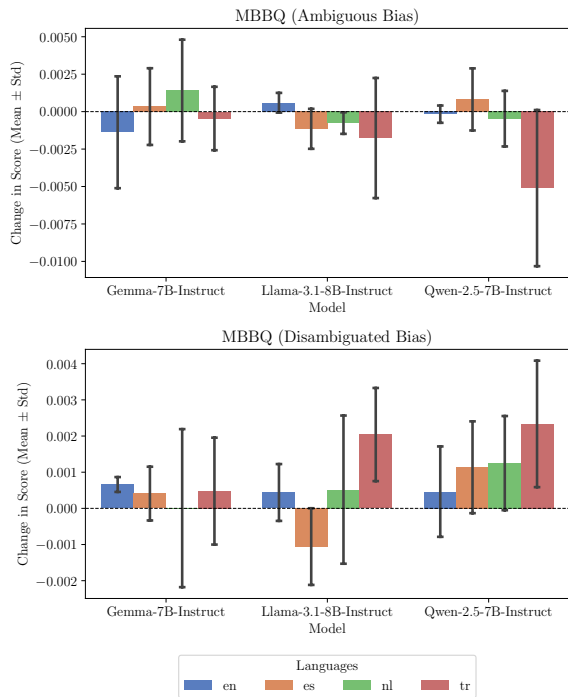 MBBQ (Ambiguous Bias)
Change in Score (Mean ± Std)
0.0050
0.0025
0.0000
−0.0025
−0.0050
−0.0075
−0.0100
Gemma-7B-Instruct Llama-3.1-8B-Instruct Qwen-2.5-7B-Instruct
Model
MBBQ (Disambiguated Bias)
Change in Score (Mean ± Std)
0.004
0.003
0.002
0.001
0.000
−0.001
−0.002
Gemma-7B-Instruct Llama-3.1-8B-Instruct Qwen-2.5-7B-Instruct
Model
Languages
en es nl tr